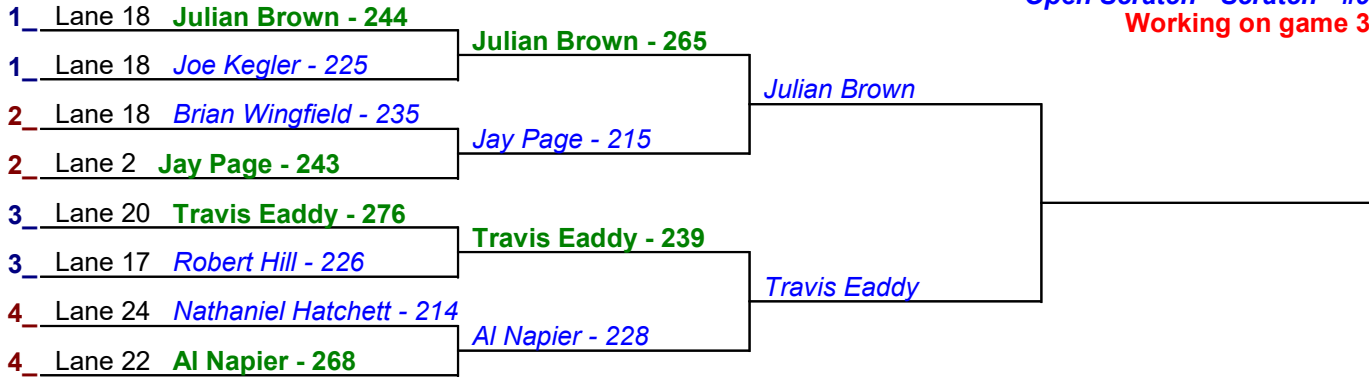 Working on game 3
1_ Lane 18 Julian Brown - 244
Julian Brown - 265
1_ Lane 18 Joe Kegler - 225
Julian Brown
2_ Lane 18 Brian Wingfield - 235
Jay Page - 215
2_ Lane 2 Jay Page - 243
3_ Lane 20 Travis Eaddy - 276
Travis Eaddy - 239
3_ Lane 17 Robert Hill - 226
Travis Eaddy
4_ Lane 24 Nathaniel Hatchett - 214
Al Napier - 228
4_ Lane 22 Al Napier - 268